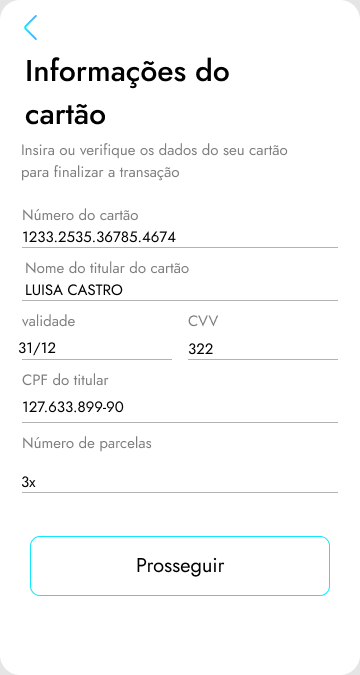 Informações do
cartão
Insira ou verifique os dados do seu cartão
para finalizar a transação
Número do cartão
1233.2535.36785.4674
Nome do titular do cartão
LUISA CASTRO
validade CVV
31/12 322
CPF do titular
127.633.899-90
Número de parcelas
3x
Prosseguir